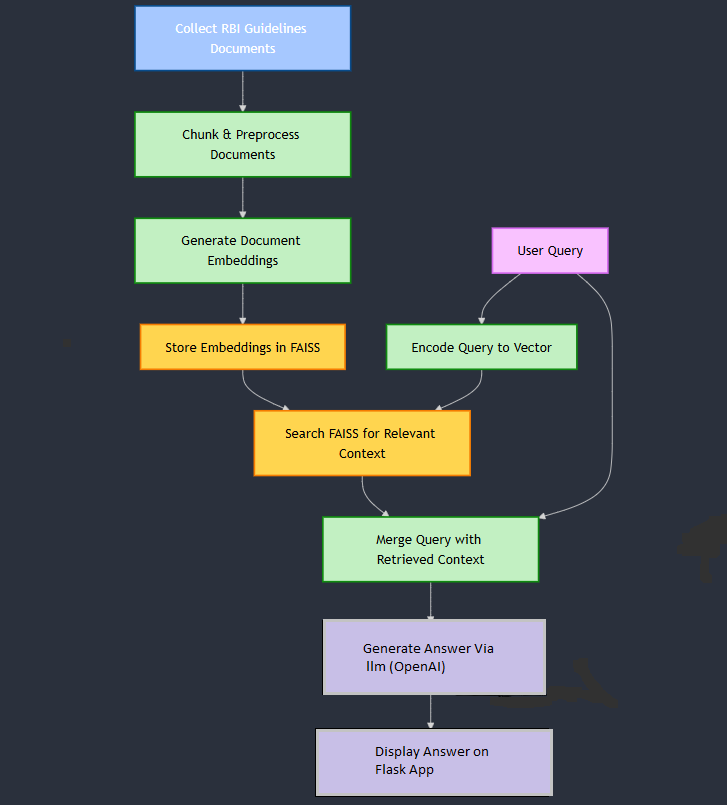 Collect RBI Guidelines
Documents
Chunk & Preprocess
Documents
Generate Document
Embeddings
User Query
Store Embeddings in FAISS
Encode Query to Vector
Search FAISS for Relevant
Context
Merge Query with
Retrieved Context
Generate Answer Via
llm (OpenAI)
Display Answer on
Flask App